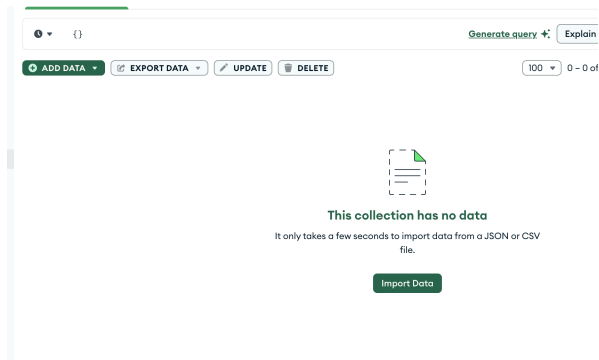 {} Generate query Explain
ADD DATA EXPORT DATA UPDATE DELETE 100 0 – 0 of
This collection has no data
It only takes a few seconds to import data from a JSON or CSV
file.
Import Data